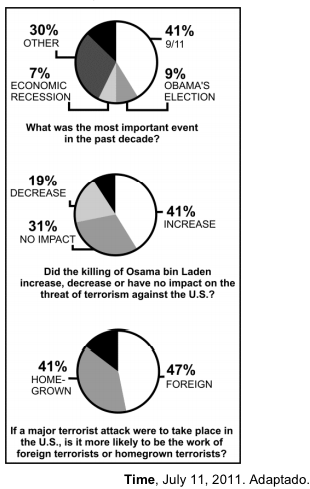 30%
OTHER
41%
9/11
7%
ECONOMIC
RECESSION
9%
OBAMA'S
ELECTION
What was the most important event
in the past decade?
19%
DECREASE
41%
INCREASE
31%
NO IMPACT
Did the killing of Osama bin Laden
increase, decrease or have no impact on the
threat of terrorism against the U.S.?
41%
HOME-
GROWN
47%
FOREIGN
If a major terrorist attack were to take place in
the U.S., is it more likely to be the work of
foreign terrorists or homegrown terrorists?
Time, July 11, 2011. Adaptado.